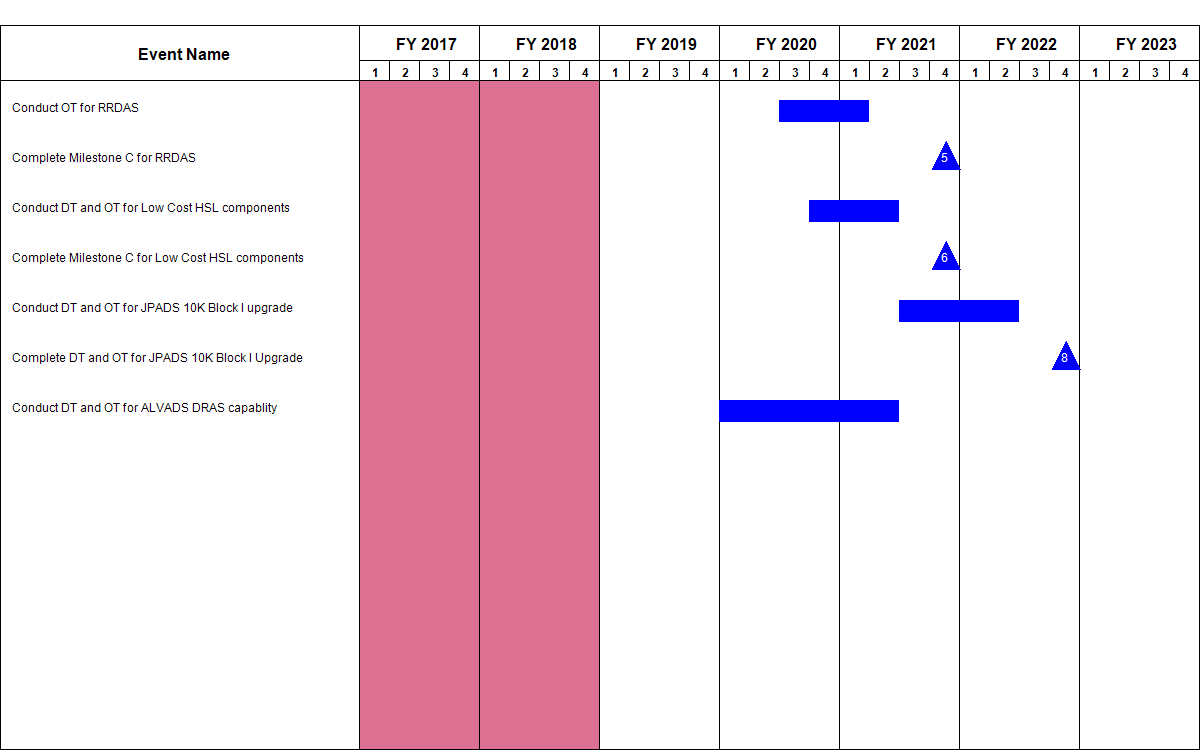 Event Name
FY 2017 FY 2018 FY 2019 FY 2020 FY 2021 FY 2022 FY 2023
1 2 3 4 1 2 3 4 1 2 3 4 1 2 3 4 1 2 3 4 1 2 3 4 1 2 3 4
Conduct OT for RRDAS
Complete Milestone C for RRDAS 5
Conduct DT and OT for Low Cost HSL components
Complete Milestone C for Low Cost HSL components 6
Conduct DT and OT for JPADS 10K Block I upgrade
Complete DT and OT for JPADS 10K Block I Upgrade 8
Conduct DT and OT for ALVADS DRAS capablity